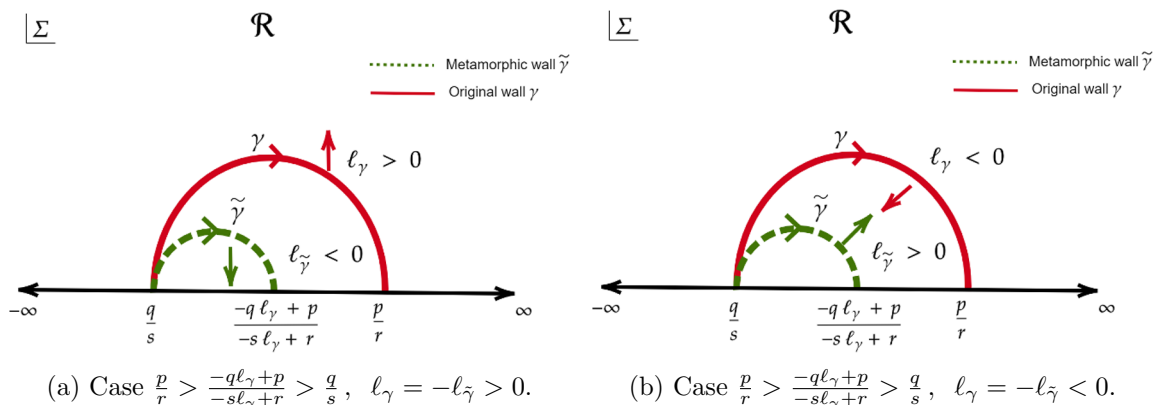 Σ
𝓡
Metamorphic wall γ̃
Original wall γ
γ
ℓ_γ > 0
γ̃
ℓ_γ̃ < 0
−∞
q/s
(−q ℓ_γ + p)/(−s ℓ_γ + r)
p/r
∞
(a) Case p/r > (−qℓ_γ+p)/(−sℓ_γ+r) > q/s , ℓ_γ = −ℓ_γ̃ > 0.
Σ
𝓡
Metamorphic wall γ̃
Original wall γ
γ
ℓ_γ < 0
γ̃
ℓ_γ̃ > 0
−∞
q/s
(−q ℓ_γ + p)/(−s ℓ_γ + r)
p/r
∞
(b) Case p/r > (−qℓ_γ+p)/(−sℓ_γ+r) > q/s , ℓ_γ = −ℓ_γ̃ < 0.